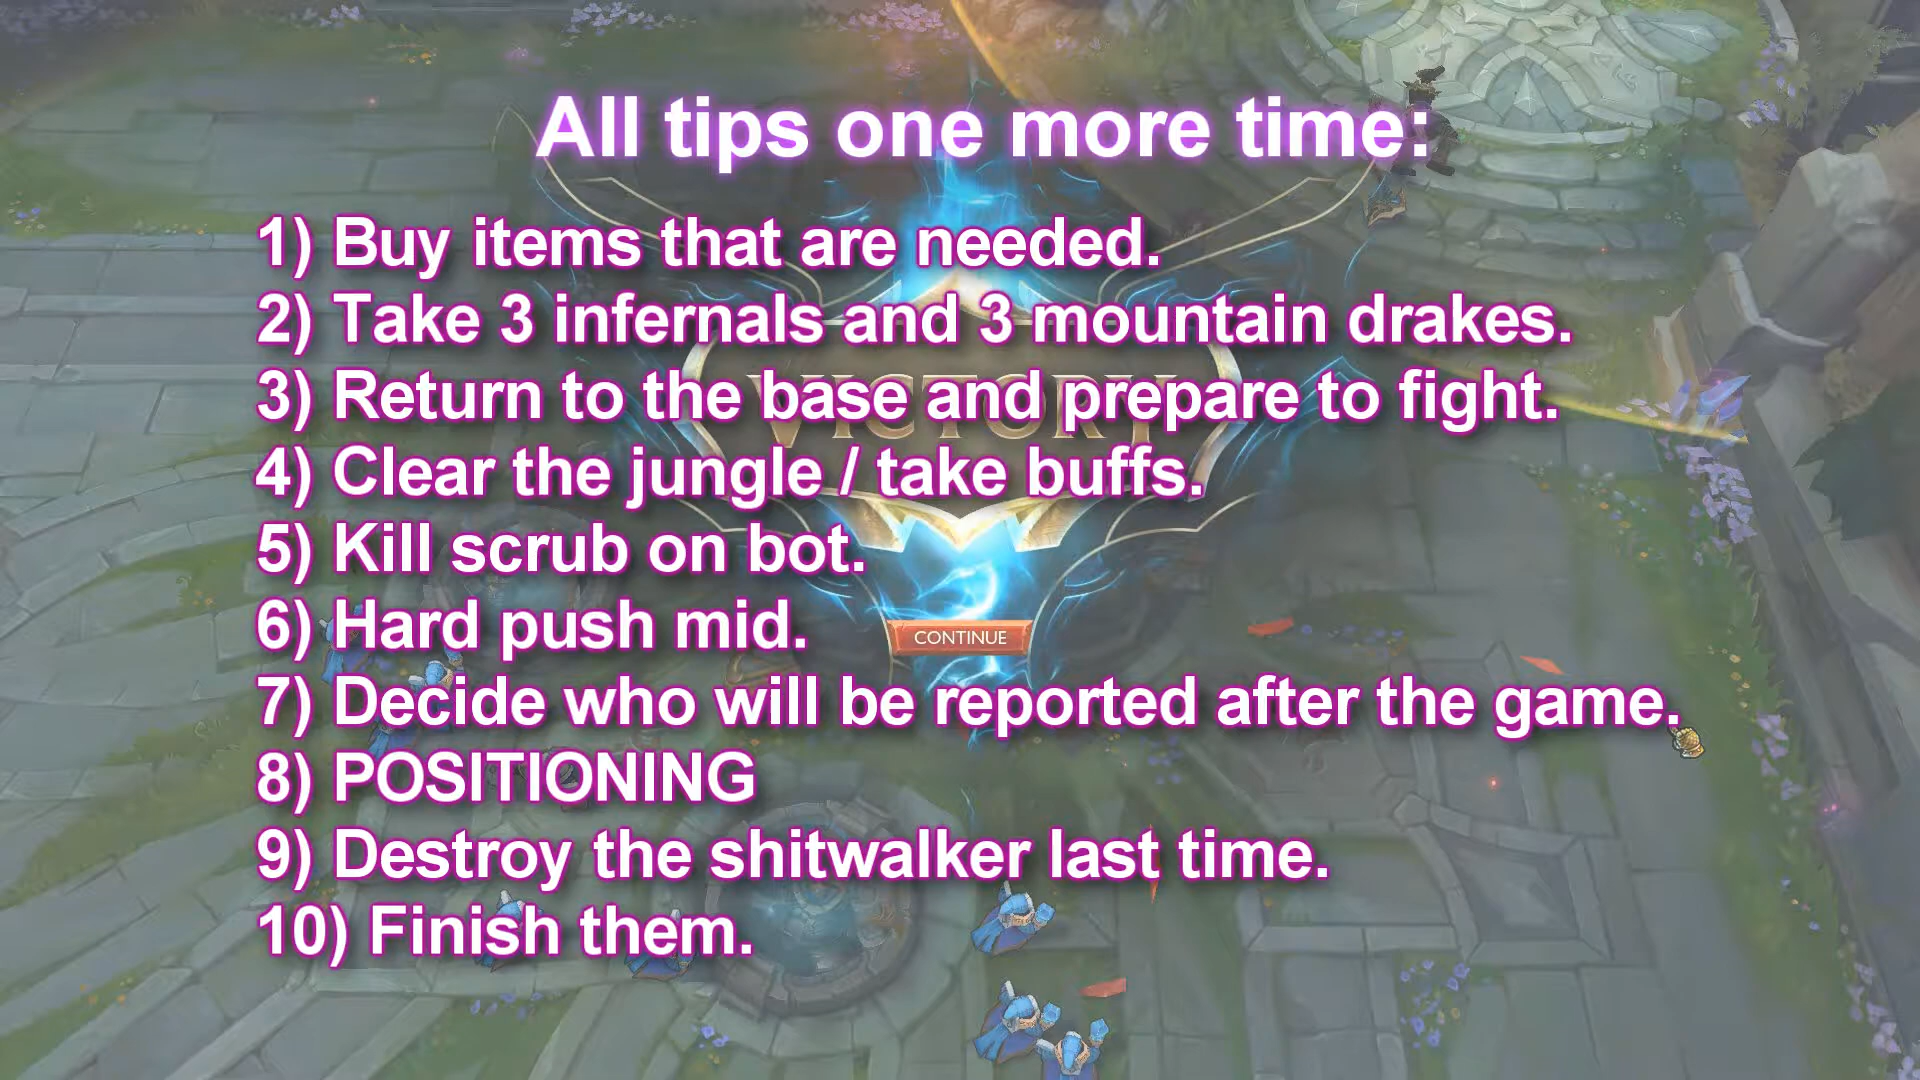 All tips one more time:
1) Buy items that are needed.
2) Take 3 infernals and 3 mountain drakes.
VICTORY
3) Return to the base and prepare to fight.
4) Clear the jungle / take buffs.
5) Kill scrub on bot.
6) Hard push mid.
CONTINUE
7) Decide who will be reported after the game.
8) POSITIONING
9) Destroy the shitwalker last time.
10) Finish them.